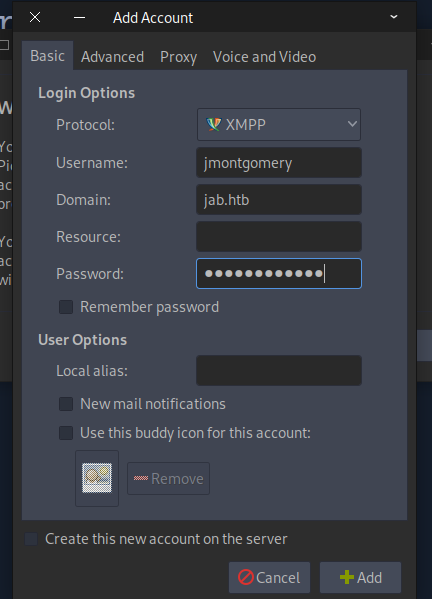 Add Account
Basic Advanced Proxy Voice and Video
Login Options
Protocol: XMPP
Username: jmontgomery
Domain: jab.htb
Resource:
Password: ●●●●●●●●●●●●
Remember password
User Options
Local alias:
New mail notifications
Use this buddy icon for this account:
Remove
Create this new account on the server
Cancel Add